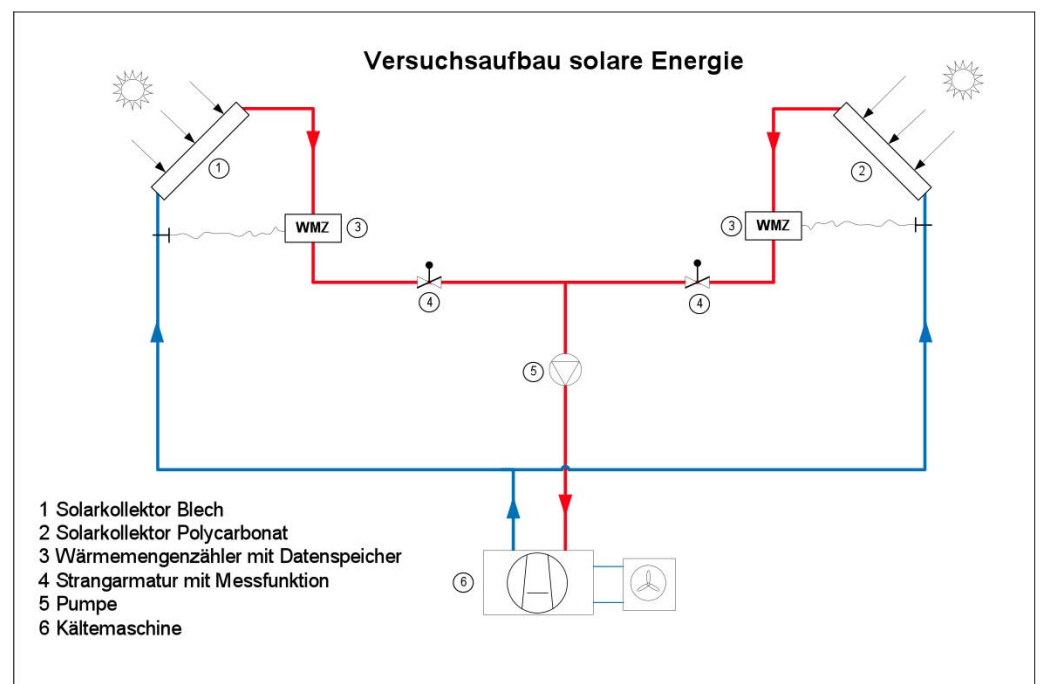 Versuchsaufbau solare Energie
1
2
WMZ
3
3
WMZ
4
4
5
6
1 Solarkollektor Blech
2 Solarkollektor Polycarbonat
3 Wärmemengenzähler mit Datenspeicher
4 Strangarmatur mit Messfunktion
5 Pumpe
6 Kältemaschine